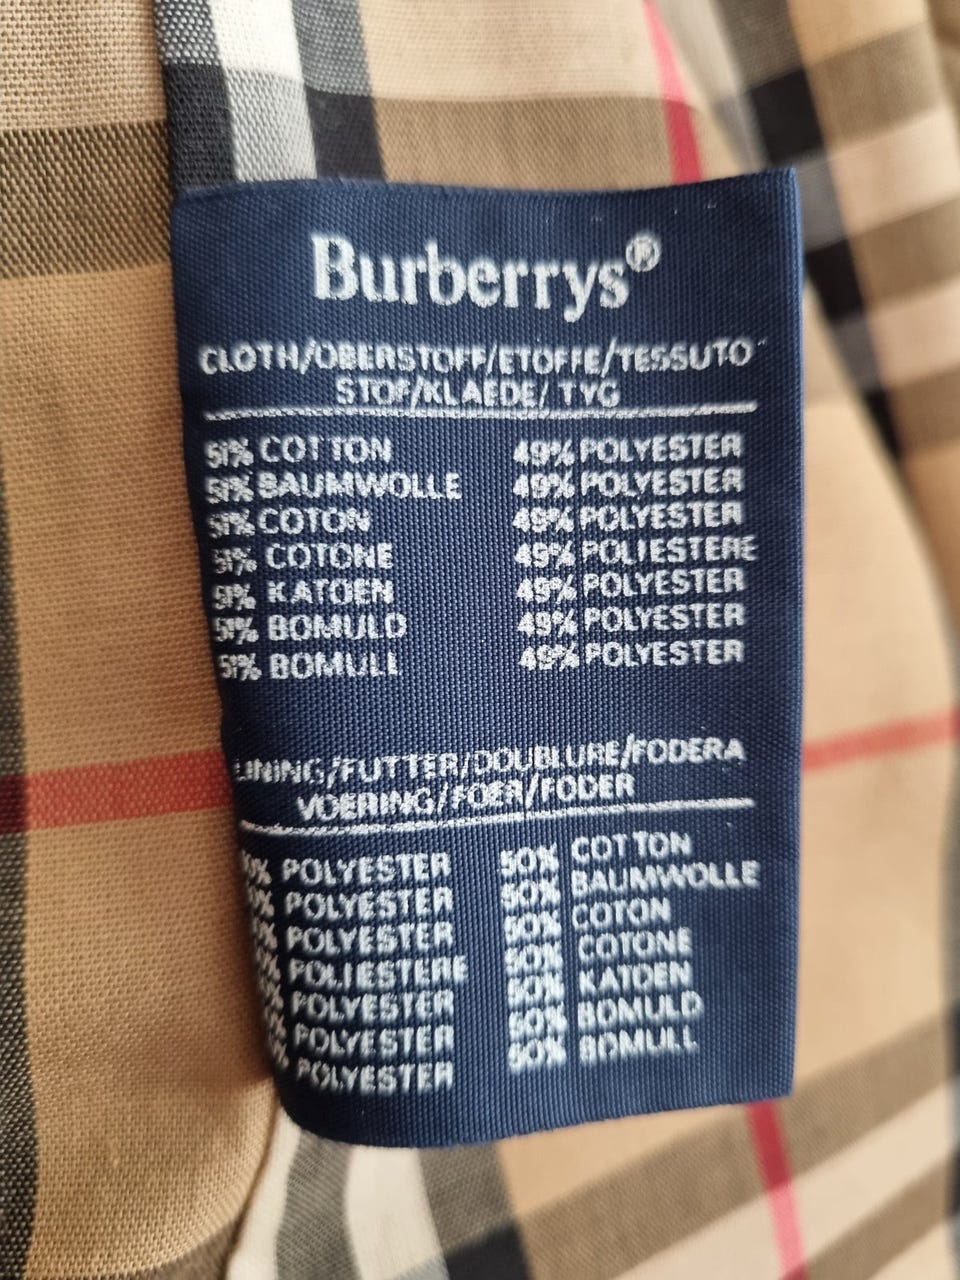 Burberrys®
CLOTH/OBERSTOFF/ETOFFE/TESSUTO
STOF/KLAEDE/TYG
51% COTTON 49% POLYESTER
51% BAUMWOLLE 49% POLYESTER
51% COTON 49% POLYESTER
51% COTONE 49% POLIESTERE
51% KATOEN 49% POLYESTER
51% BOMULD 49% POLYESTER
51% BOMULL 49% POLYESTER
LINING/FUTTER/DOUBLURE/FODERA
VOERING/FOER/FODER
POLYESTER 50% COTTON
POLYESTER 50% BAUMWOLLE
POLYESTER 50% COTON
POLIESTERE 50% COTONE
POLYESTER 50% KATOEN
POLYESTER 50% BOMULD
POLYESTER 50% BOMULL